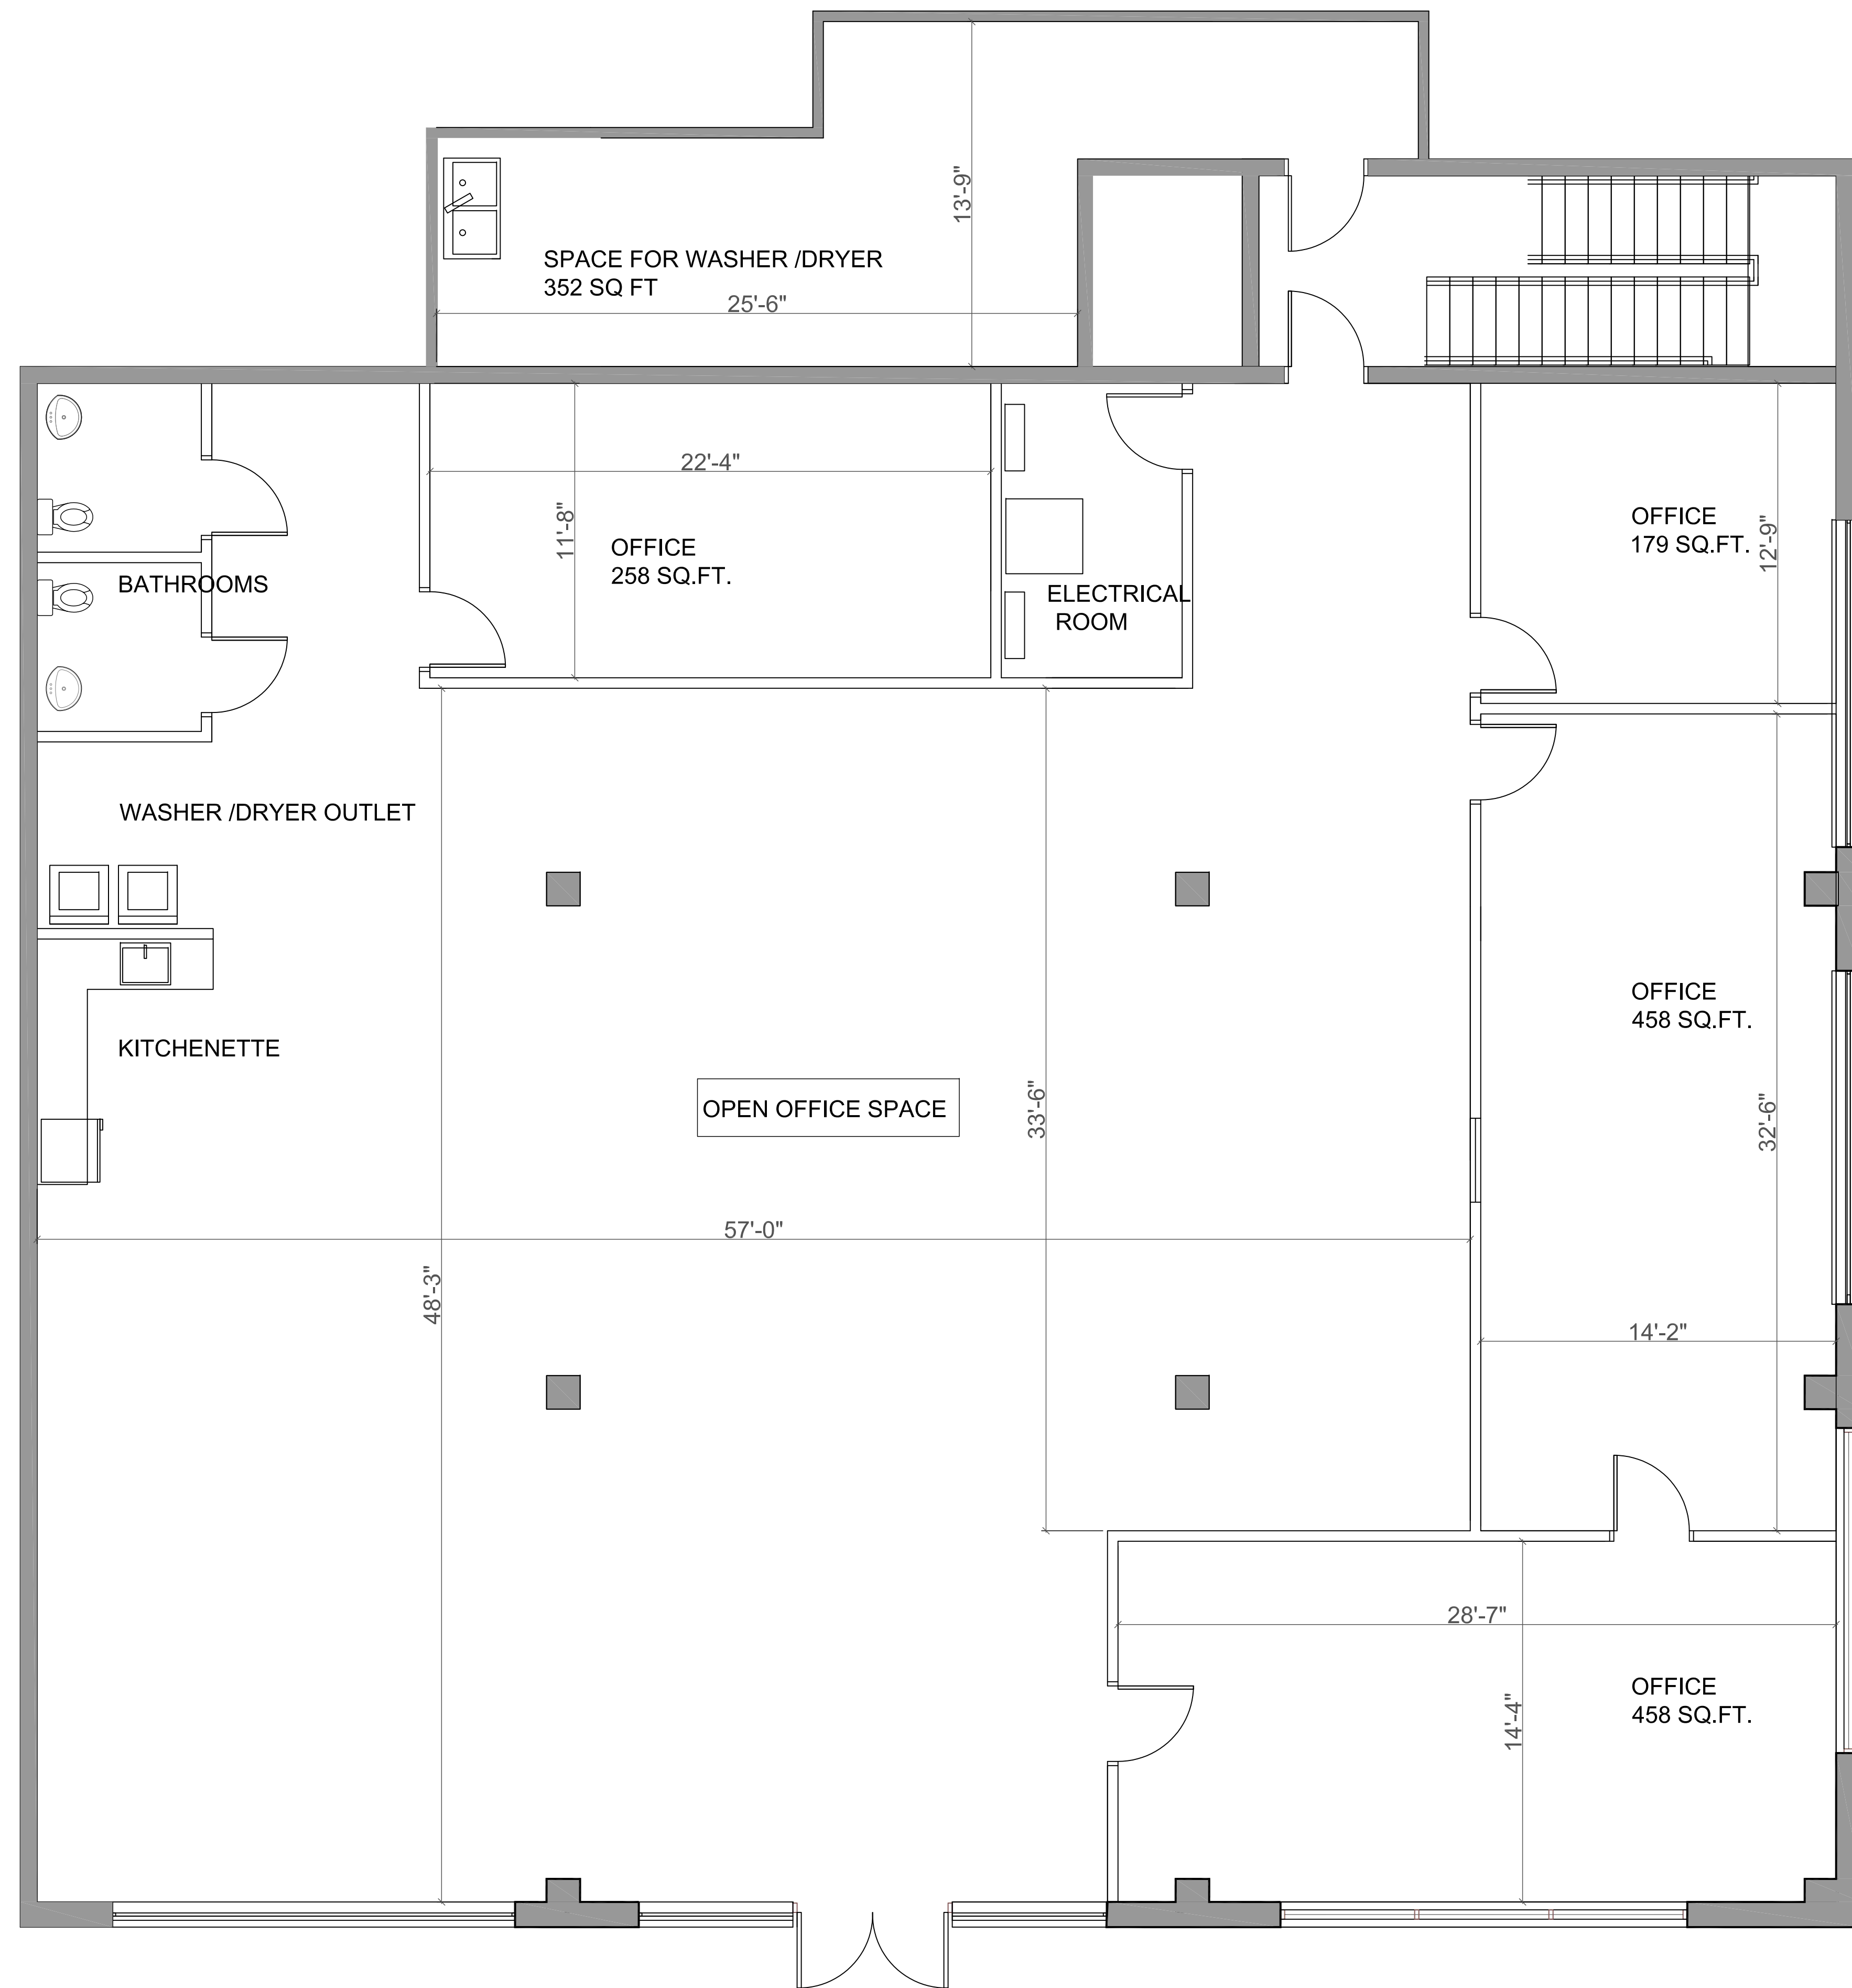 13'-9"
SPACE FOR WASHER /DRYER
352 SQ FT
25'-6"
22'-4"
11'-8"
OFFICE
258 SQ.FT.
ELECTRICAL
ROOM
OFFICE
179 SQ.FT.
12'-9"
BATHROOMS
WASHER /DRYER OUTLET
KITCHENETTE
OPEN OFFICE SPACE
33'-6"
OFFICE
458 SQ.FT.
32'-6"
57'-0"
48'-3"
14'-2"
28'-7"
14'-4"
OFFICE
458 SQ.FT.